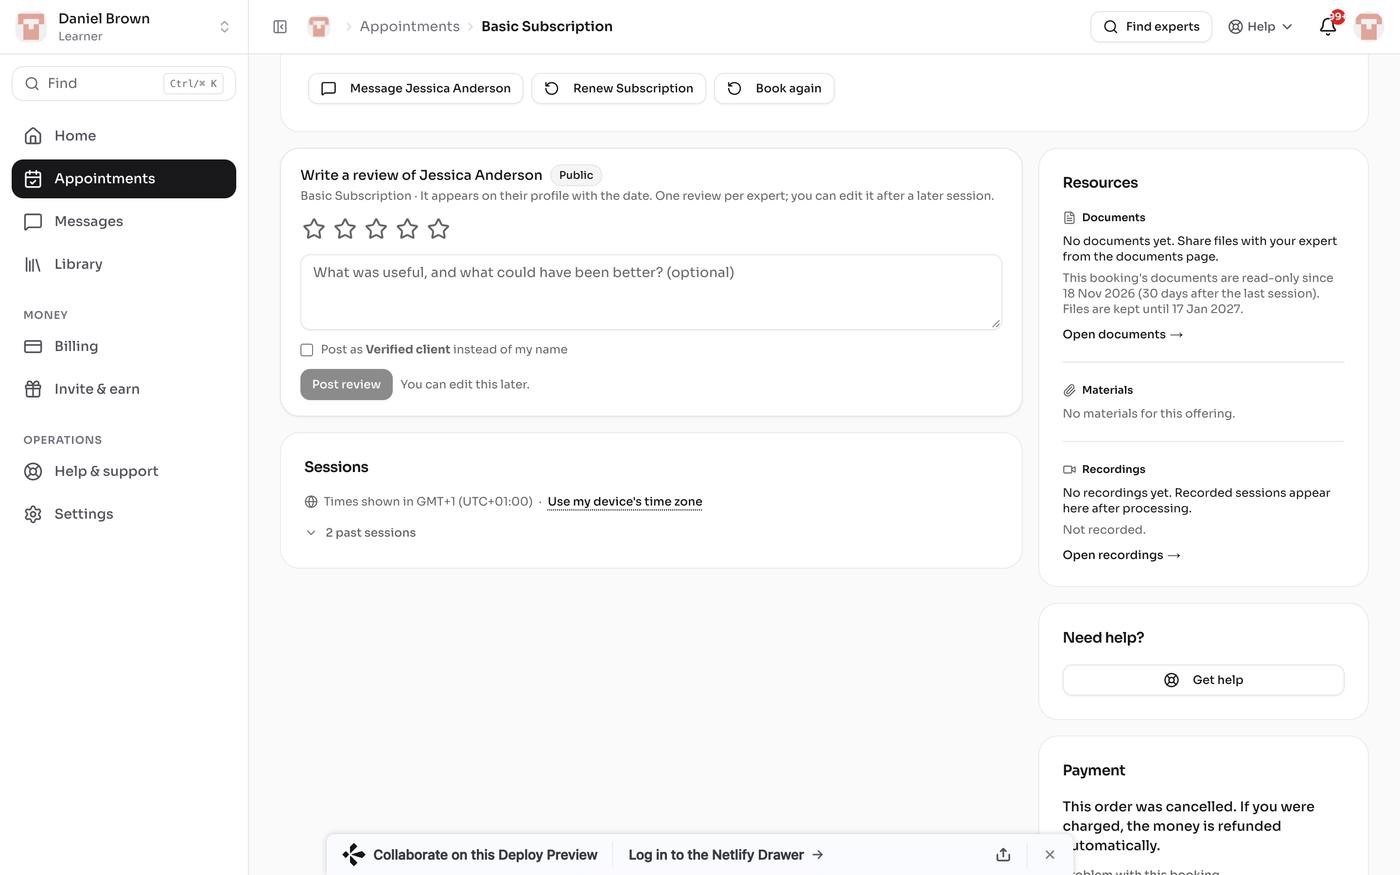 Daniel Brown
Learner
Appointments
Basic Subscription
Find experts
Help
99+
Find
Ctrl/⌘ K
Home
Appointments
Messages
Library
MONEY
Billing
Invite & earn
OPERATIONS
Help & support
Settings
Message Jessica Anderson
Renew Subscription
Book again
Write a review of Jessica Anderson
Public
Basic Subscription · It appears on their profile with the date. One review per expert; you can edit it after a later session.
What was useful, and what could have been better? (optional)
Post as Verified client instead of my name
Post review
You can edit this later.
Sessions
Times shown in GMT+1 (UTC+01:00) · Use my device's time zone
2 past sessions
Resources
Documents
No documents yet. Share files with your expert
from the documents page.
This booking's documents are read-only since
18 Nov 2026 (30 days after the last session).
Files are kept until 17 Jan 2027.
Open documents →
Materials
No materials for this offering.
Recordings
No recordings yet. Recorded sessions appear
here after processing.
Not recorded.
Open recordings →
Need help?
Get help
Payment
This order was cancelled. If you were
charged, the money is refunded
automatically.
problem with this booking
Collaborate on this Deploy Preview
Log in to the Netlify Drawer →